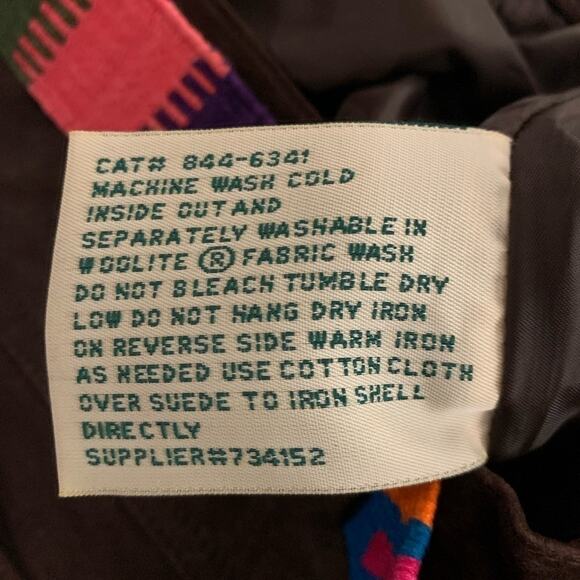 CAT# 844-6341
MACHINE WASH COLD
INSIDE OUT AND
SEPARATELY WASHABLE IN
WOOLITE ® FABRIC WASH
DO NOT BLEACH TUMBLE DRY
LOW DO NOT HANG DRY IRON
ON REVERSE SIDE WARM IRON
AS NEEDED USE COTTON CLOTH
OVER SUEDE TO IRON SHELL
DIRECTLY
SUPPLIER#734152